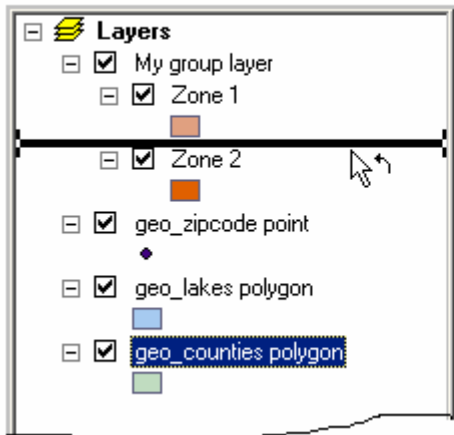 Layers
My group layer
Zone 1
Zone 2
geo_zipcode point
geo_lakes polygon
geo_counties polygon